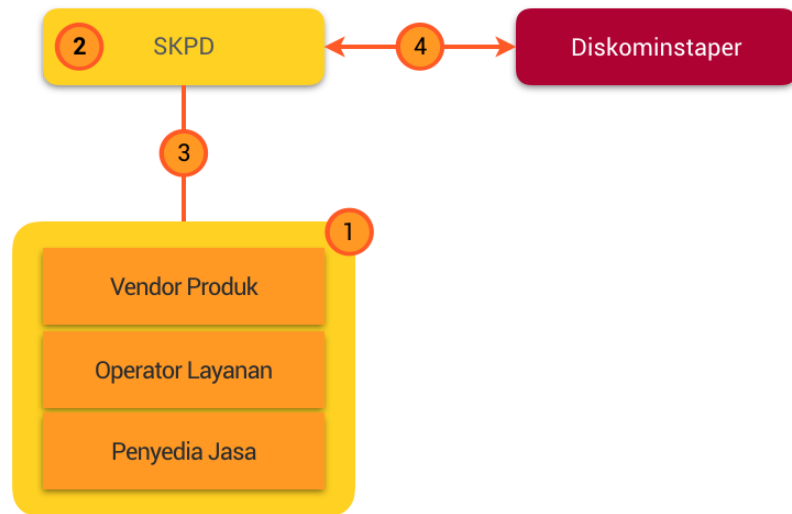 2
SKPD
4
Diskominstaper
3
1
Vendor Produk
Operator Layanan
Penyedia Jasa